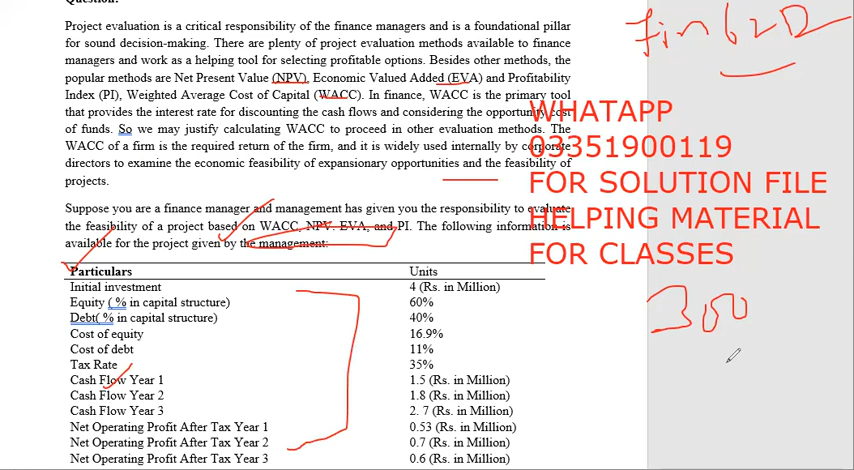 Question:
Project evaluation is a critical responsibility of the finance managers and is a foundational pillar
for sound decision-making. There are plenty of project evaluation methods available to finance
managers and work as a helping tool for selecting profitable options. Besides other methods, the
popular methods are Net Present Value (NPV), Economic Valued Added (EVA) and Profitability
Index (PI), Weighted Average Cost of Capital (WACC). In finance, WACC is the primary tool
that provides the interest rate for discounting the cash flows and considering the opportunity cost
of funds. So we may justify calculating WACC to proceed in other evaluation methods. The
WACC of a firm is the required return of the firm, and it is widely used internally by corporate
directors to examine the economic feasibility of expansionary opportunities and the feasibility of
projects.
Suppose you are a finance manager and management has given you the responsibility to evaluate
the feasibility of a project based on WACC, NPV, EVA, and PI. The following information is
available for the project given by the management:
Particulars Units
Initial investment 4 (Rs. in Million)
Equity ( % in capital structure) 60%
Debt( % in capital structure) 40%
Cost of equity 16.9%
Cost of debt 11%
Tax Rate 35%
Cash Flow Year 1 1.5 (Rs. in Million)
Cash Flow Year 2 1.8 (Rs. in Million)
Cash Flow Year 3 2. 7 (Rs. in Million)
Net Operating Profit After Tax Year 1 0.53 (Rs. in Million)
Net Operating Profit After Tax Year 2 0.7 (Rs. in Million)
Net Operating Profit After Tax Year 3 0.6 (Rs. in Million)
fin622
WHATAPP
03351900119
FOR SOLUTION FILE
HELPING MATERIAL
FOR CLASSES
300